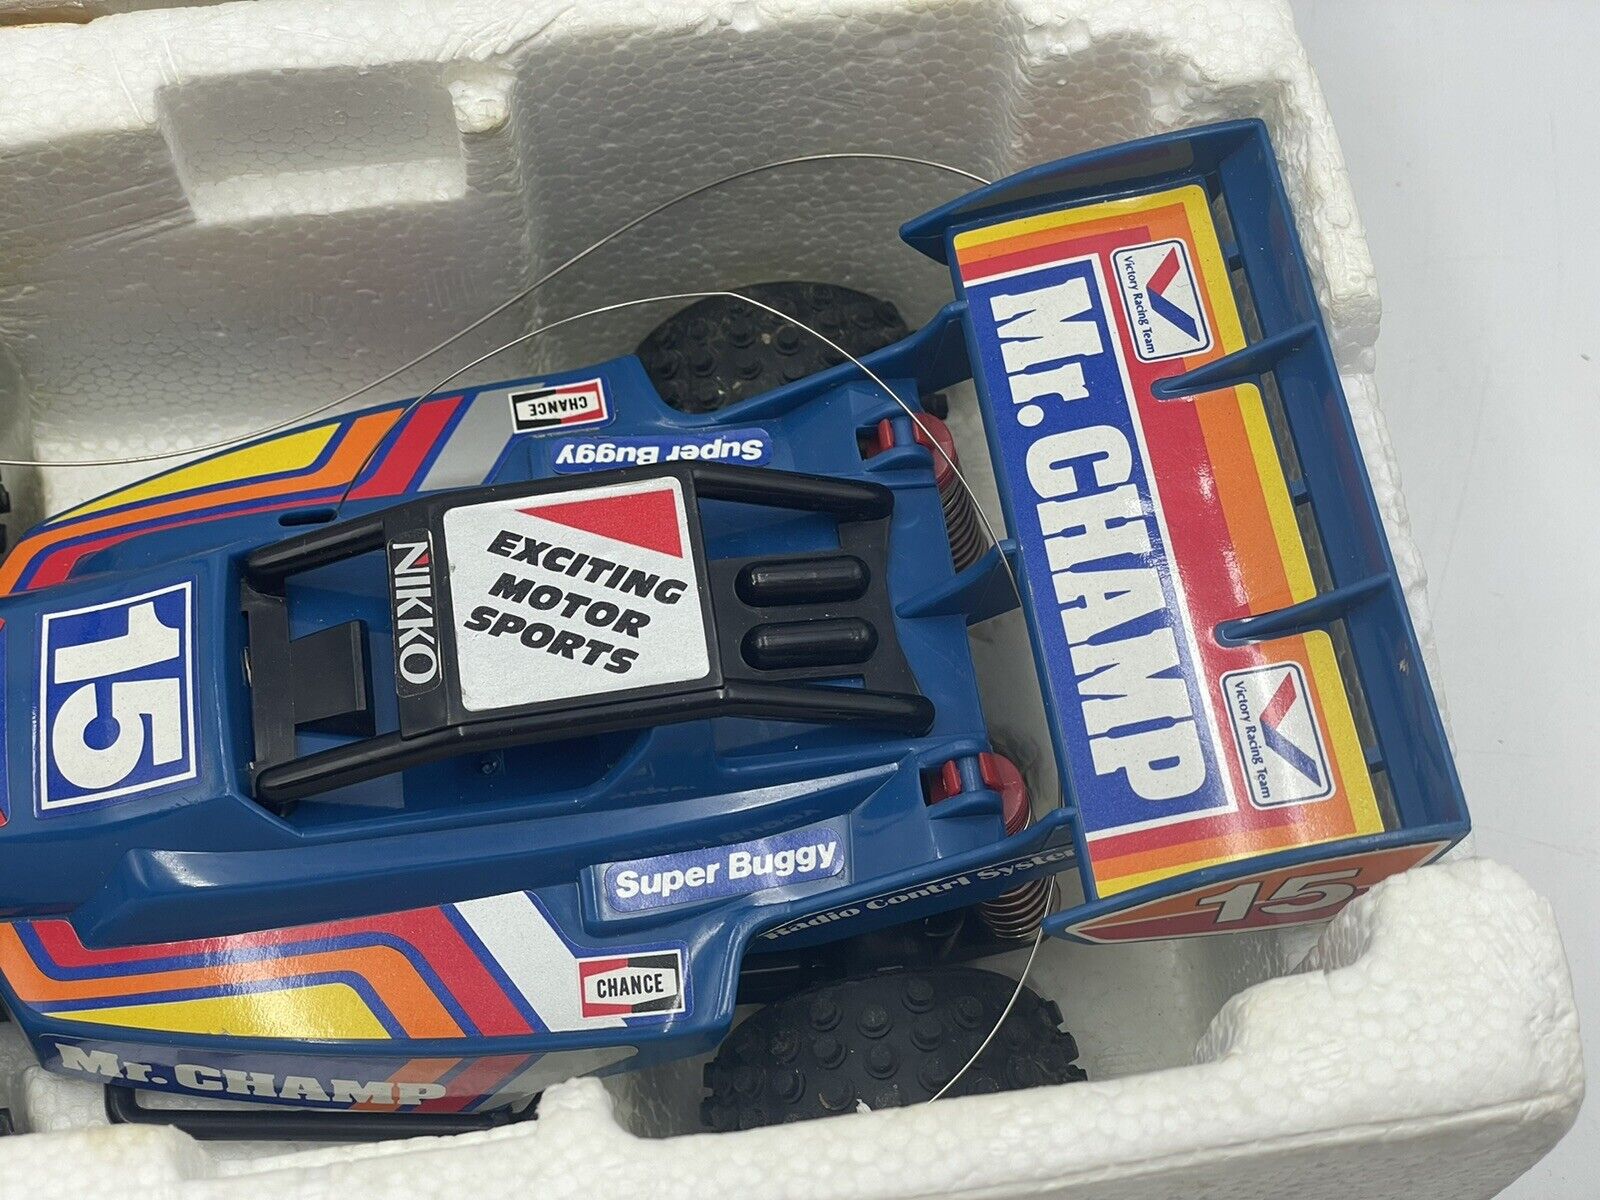 Mr. CHAMP
Victory Racing Team
Victory Racing Team
15
CHANCE
Super Buggy
NIKKO
EXCITING
MOTOR
SPORTS
15
Super Buggy
Radio Contrl System
CHANCE
Mr. CHAMP